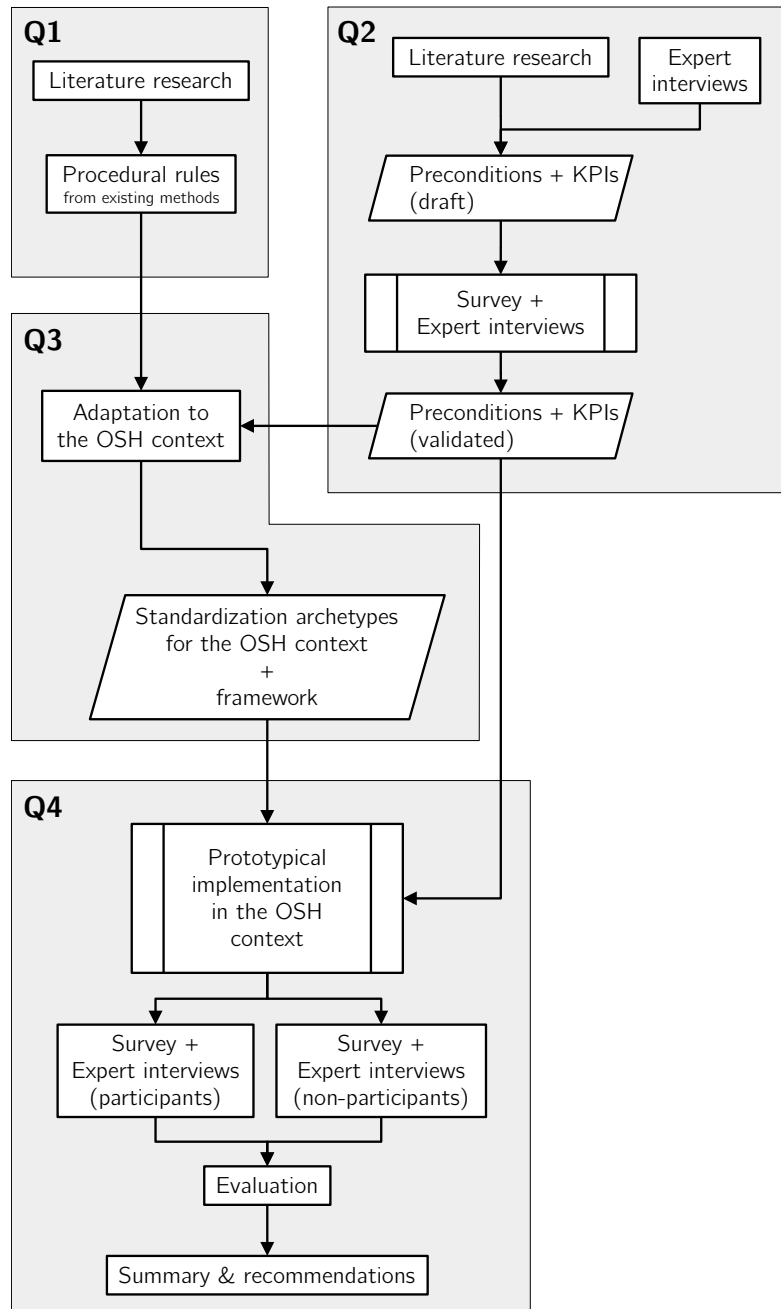 Q1
Literature research
Procedural rules
from existing methods
Q2
Literature research
Expert
interviews
Preconditions + KPIs
(draft)
Survey +
Expert interviews
Preconditions + KPIs
(validated)
Q3
Adaptation to
the OSH context
Standardization archetypes
for the OSH context
+
framework
Q4
Prototypical
implementation
in the OSH
context
Survey +
Expert interviews
(participants)
Survey +
Expert interviews
(non-participants)
Evaluation
Summary & recommendations